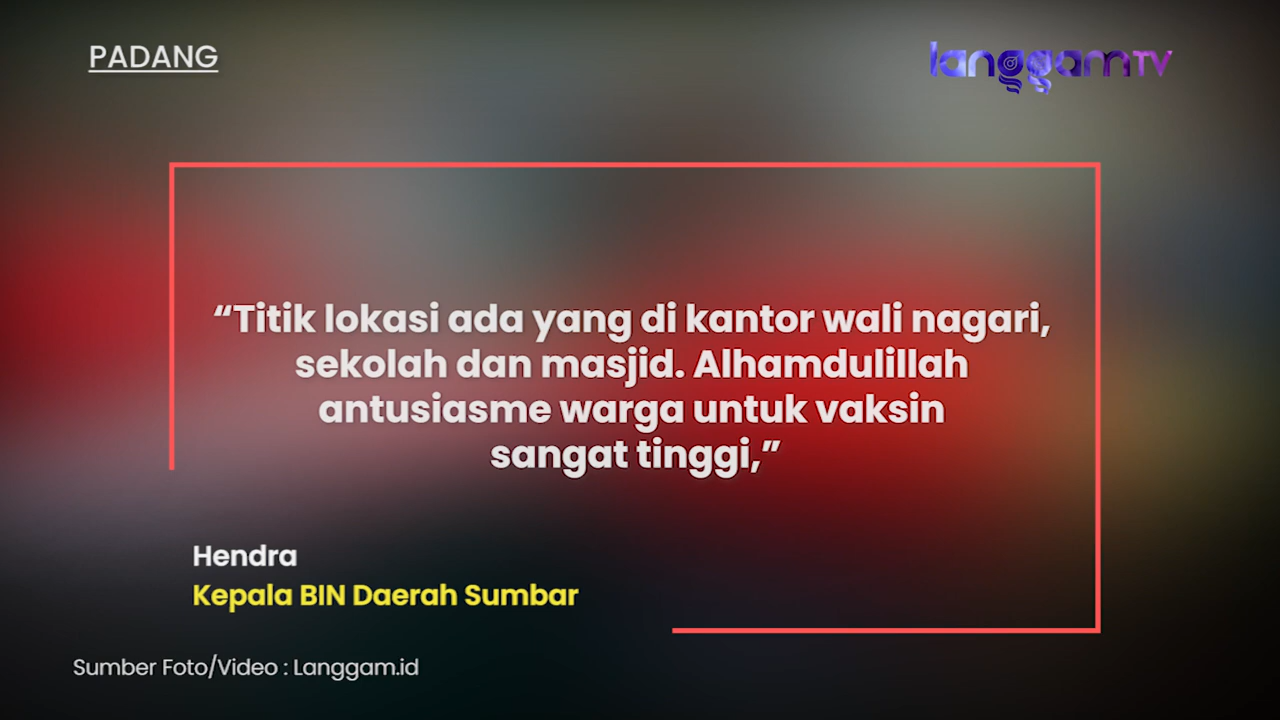 PADANG
langgamTV
“Titik lokasi ada yang di kantor wali nagari,
sekolah dan masjid. Alhamdulillah
antusiasme warga untuk vaksin
sangat tinggi,”
Hendra
Kepala BIN Daerah Sumbar
Sumber Foto/Video : Langgam.id